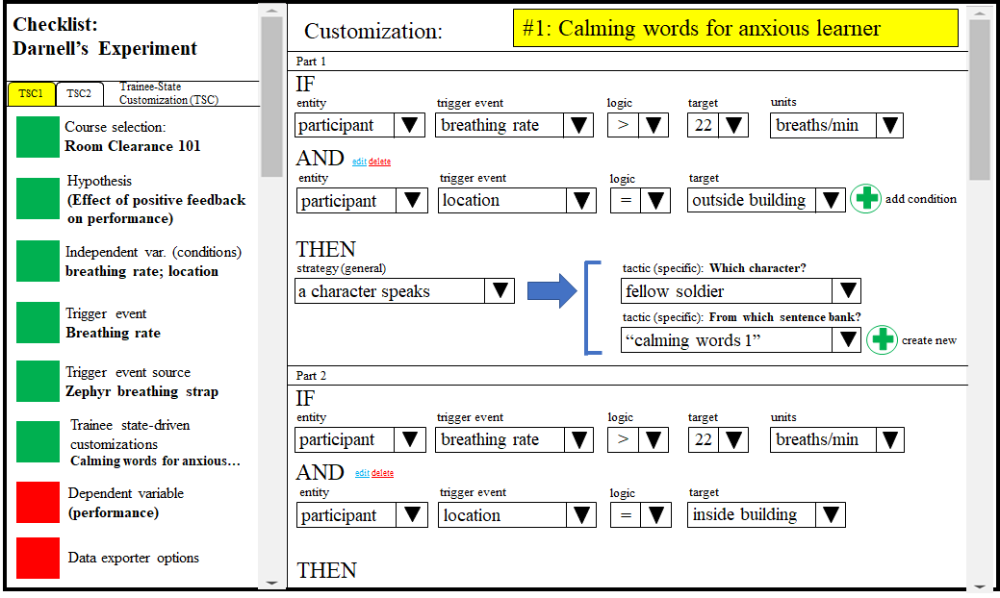 Checklist:
Darnell’s Experiment
TSC1 TSC2 Trainee-State
Customization (TSC)
Course selection:
Room Clearance 101
Hypothesis
(Effect of positive feedback
on performance)
Independent var. (conditions)
breathing rate; location
Trigger event
Breathing rate
Trigger event source
Zephyr breathing strap
Trainee state-driven
customizations
Calming words for anxious…
Dependent variable
(performance)
Data exporter options
Customization: #1: Calming words for anxious learner
Part 1
IF
entity trigger event logic target units
participant breathing rate > 22 breaths/min
AND edit delete
entity trigger event logic target
participant location = outside building add condition
THEN
strategy (general) tactic (specific): Which character?
a character speaks fellow soldier
tactic (specific): From which sentence bank?
“calming words 1” create new
Part 2
IF
entity trigger event logic target units
participant breathing rate > 22 breaths/min
AND edit delete
entity trigger event logic target
participant location = inside building
THEN